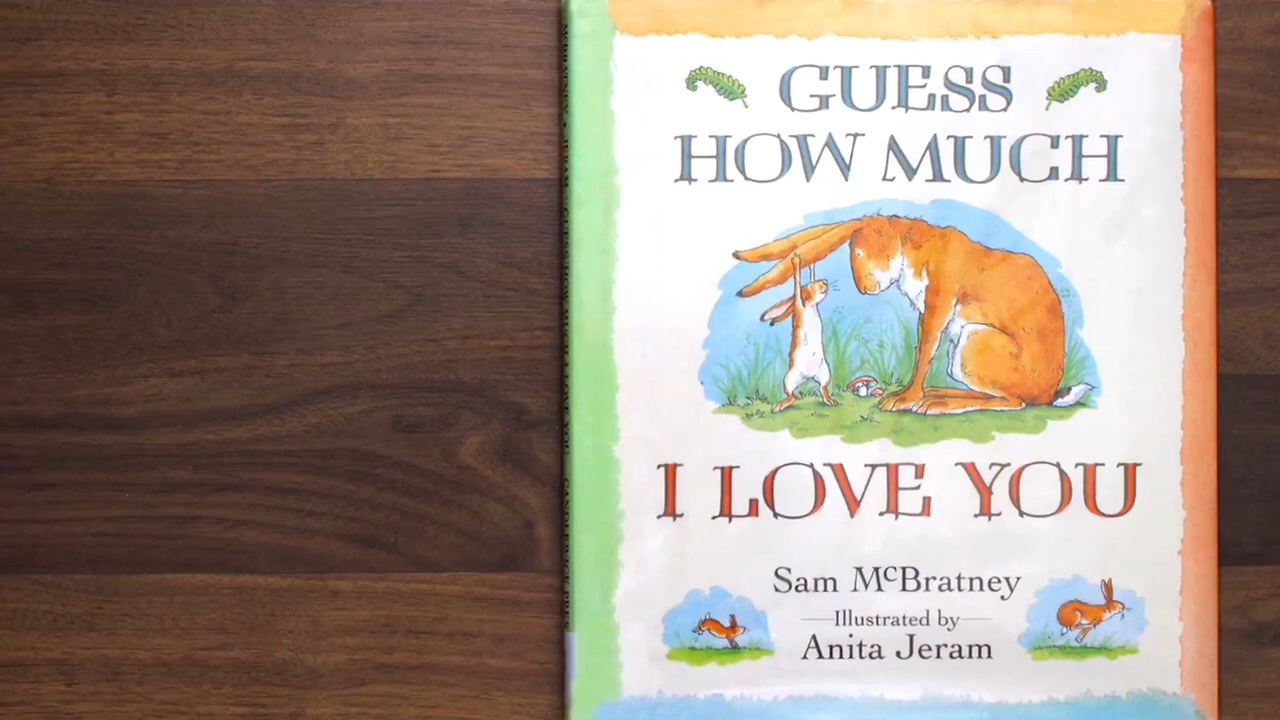 GUESS
HOW MUCH
I LOVE YOU
Sam McBratney
Illustrated by
Anita Jeram